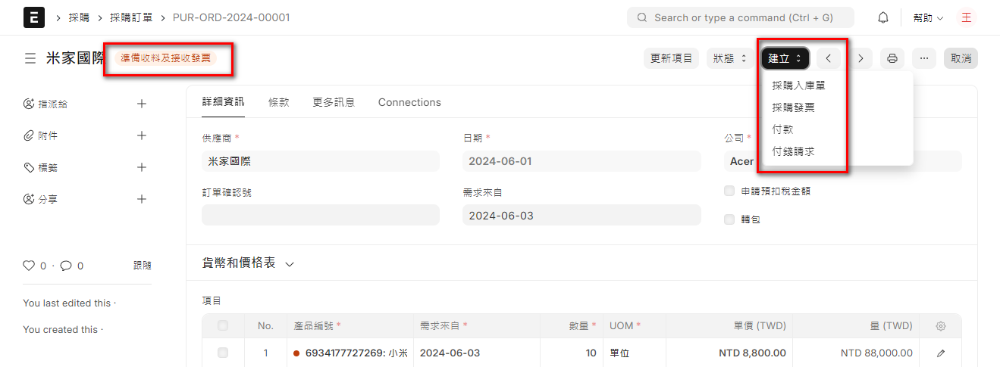 E 採購 採購訂單 PUR-ORD-2024-00001 Search or type a command (Ctrl + G) 幫助 王
米家國際 準備收料及接收發票 更新項目 狀態 建立 ··· 取消
採購入庫單
採購發票
付款
付錢請求
指派給
附件
標籤
分享
0 · 0 跟隨
You last edited this ·
You created this ·
詳細資訊 條款 更多訊息 Connections
供應商 * 日期 * 公司 *
米家國際 2024-06-01 Acer
訂單確認號 需求來自 申請預扣稅金額
2024-06-03 轉包
貨幣和價格表
項目
No. 產品編號 * 需求來自 * 數量 * UOM * 單價 (TWD) 量 (TWD)
1 6934177727269: 小米 2024-06-03 10 單位 NTD 8,800.00 NTD 88,000.00